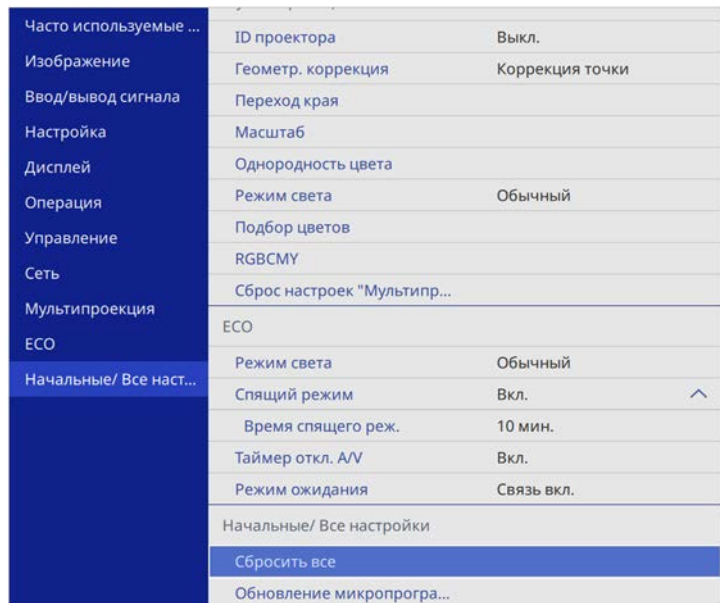 Часто используемые ...
Изображение
Ввод/вывод сигнала
Настройка
Дисплей
Операция
Управление
Сеть
Мультипроекция
ECO
Начальные/ Все наст...
ID проектора Выкл.
Геометр. коррекция Коррекция точки
Переход края
Масштаб
Однородность цвета
Режим света Обычный
Подбор цветов
RGBCMY
Сброс настроек "Мультипр...
ECO
Режим света Обычный
Спящий режим Вкл.
Время спящего реж. 10 мин.
Таймер откл. A/V Вкл.
Режим ожидания Связь вкл.
Начальные/ Все настройки
Сбросить все
Обновление микропрогра...